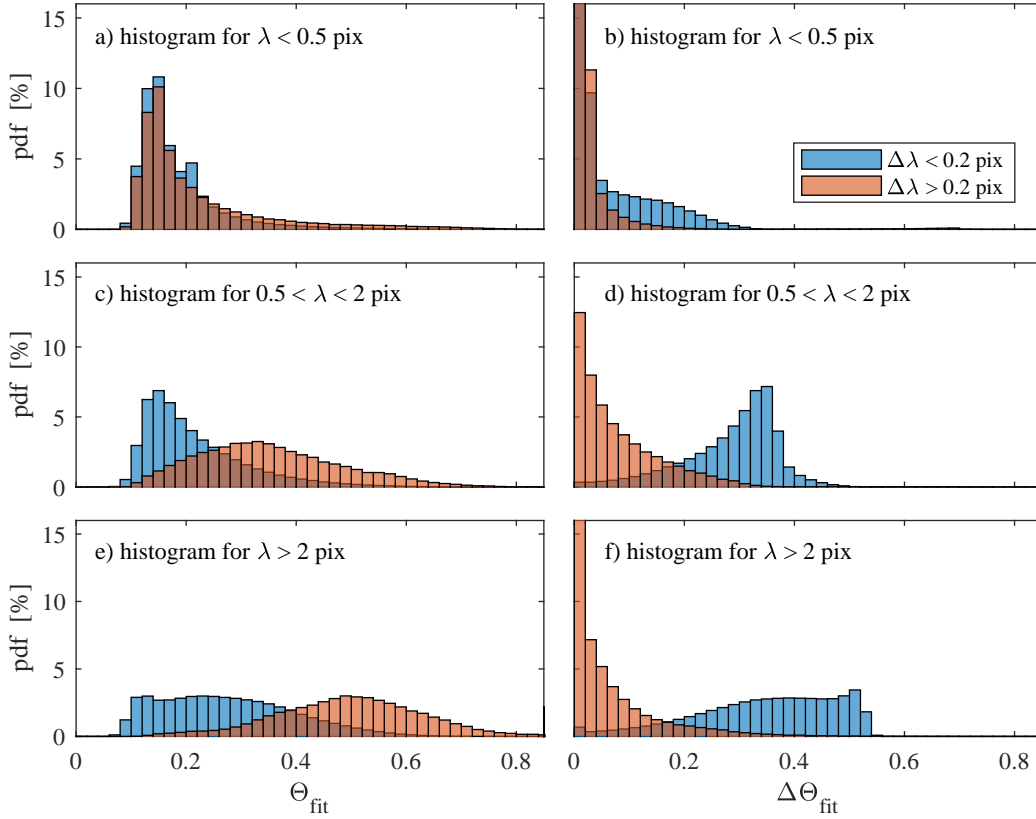 a) histogram for λ < 0.5 pix
b) histogram for λ < 0.5 pix
15
10
5
0
pdf [%]
Δλ < 0.2 pix
Δλ > 0.2 pix
c) histogram for 0.5 < λ < 2 pix
d) histogram for 0.5 < λ < 2 pix
15
10
5
0
pdf [%]
e) histogram for λ > 2 pix
f) histogram for λ > 2 pix
15
10
5
0
pdf [%]
0 0.2 0.4 0.6 0.8
0 0.2 0.4 0.6 0.8
Θfit
ΔΘfit